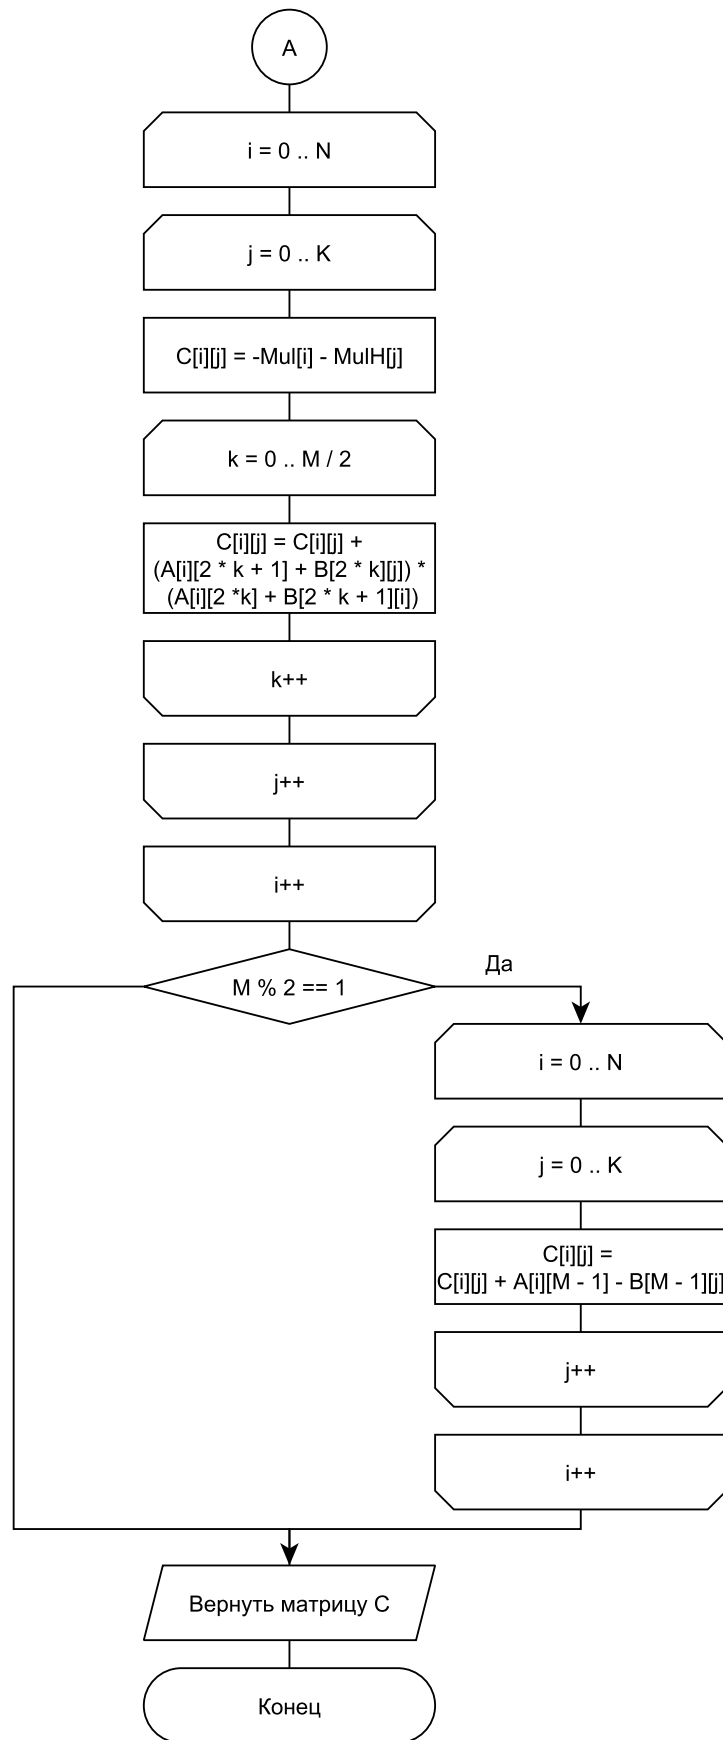 A
i = 0 .. N
j = 0 .. K
C[i][j] = -Mul[i] - MulH[j]
k = 0 .. M / 2
C[i][j] = C[i][j] +
(A[i][2 * k + 1] + B[2 * k][j]) *
(A[i][2 *k] + B[2 * k + 1][i])
k++
j++
i++
M % 2 == 1
Да
i = 0 .. N
j = 0 .. K
C[i][j] =
C[i][j] + A[i][M - 1] - B[M - 1][j]
j++
i++
Вернуть матрицу C
Конец